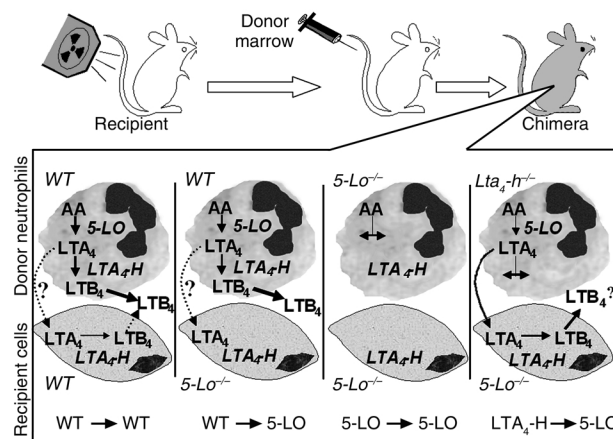 Donor
marrow
Recipient
Chimera
Donor neutrophils
Recipient cells
WT
AA
5-LO
LTA₄
LTA₄-H
LTB₄
LTB₄
?
LTA₄ LTB₄
LTA₄-H
WT
WT → WT
WT
AA
5-LO
LTA₄
LTA₄-H
LTB₄
LTB₄
?
LTA₄
LTA₄-H
5-Lo⁻/⁻
WT → 5-LO
5-Lo⁻/⁻
AA
LTA₄-H
LTA₄-H
5-Lo⁻/⁻
5-LO → 5-LO
Lta₄-h⁻/⁻
AA
5-LO
LTA₄
LTB₄?
LTA₄ LTB₄
LTA₄-H
5-Lo⁻/⁻
LTA₄-H → 5-LO